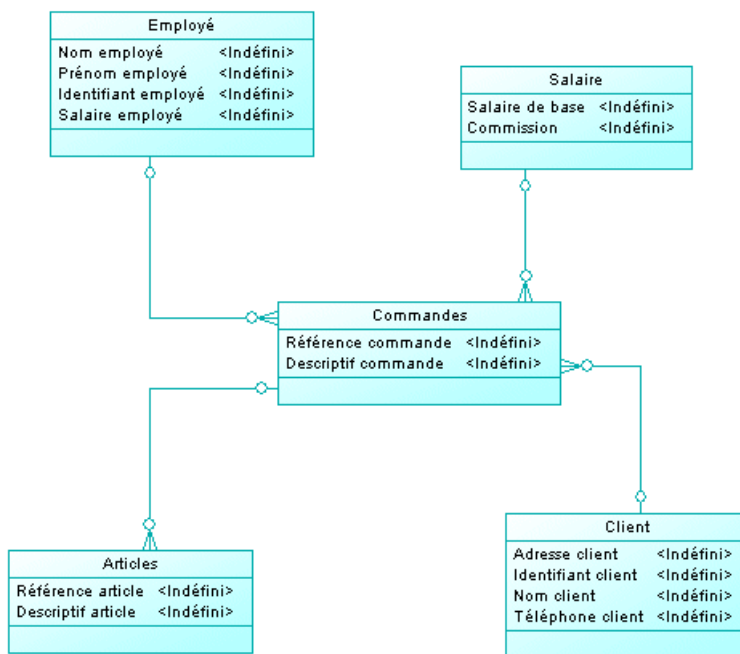 Employé
Nom employé <Indéfini>
Prénom employé <Indéfini>
Identifiant employé <Indéfini>
Salaire employé <Indéfini>
Salaire
Salaire de base <Indéfini>
Commission <Indéfini>
Commandes
Référence commande <Indéfini>
Descriptif commande <Indéfini>
Articles
Référence article <Indéfini>
Descriptif article <Indéfini>
Client
Adresse client <Indéfini>
Identifiant client <Indéfini>
Nom client <Indéfini>
Téléphone client <Indéfini>